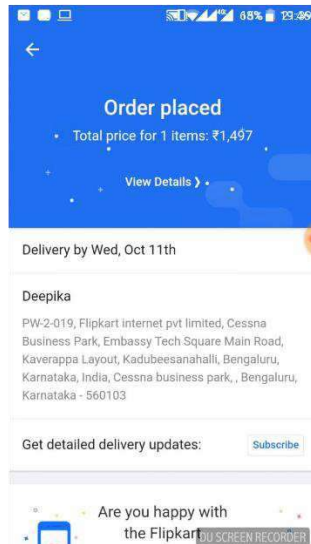 68%
Order placed
Total price for 1 items: ₹1,497
View Details ❯
Delivery by Wed, Oct 11th
Deepika
PW-2-019, Flipkart internet pvt limited, Cessna
Business Park, Embassy Tech Square Main Road,
Kaverappa Layout, Kadubeesanahalli, Bengaluru,
Karnataka, India, Cessna business park, , Bengaluru,
Karnataka - 560103
Get detailed delivery updates: Subscribe
Are you happy with
the Flipkart
DU SCREEN RECORDER